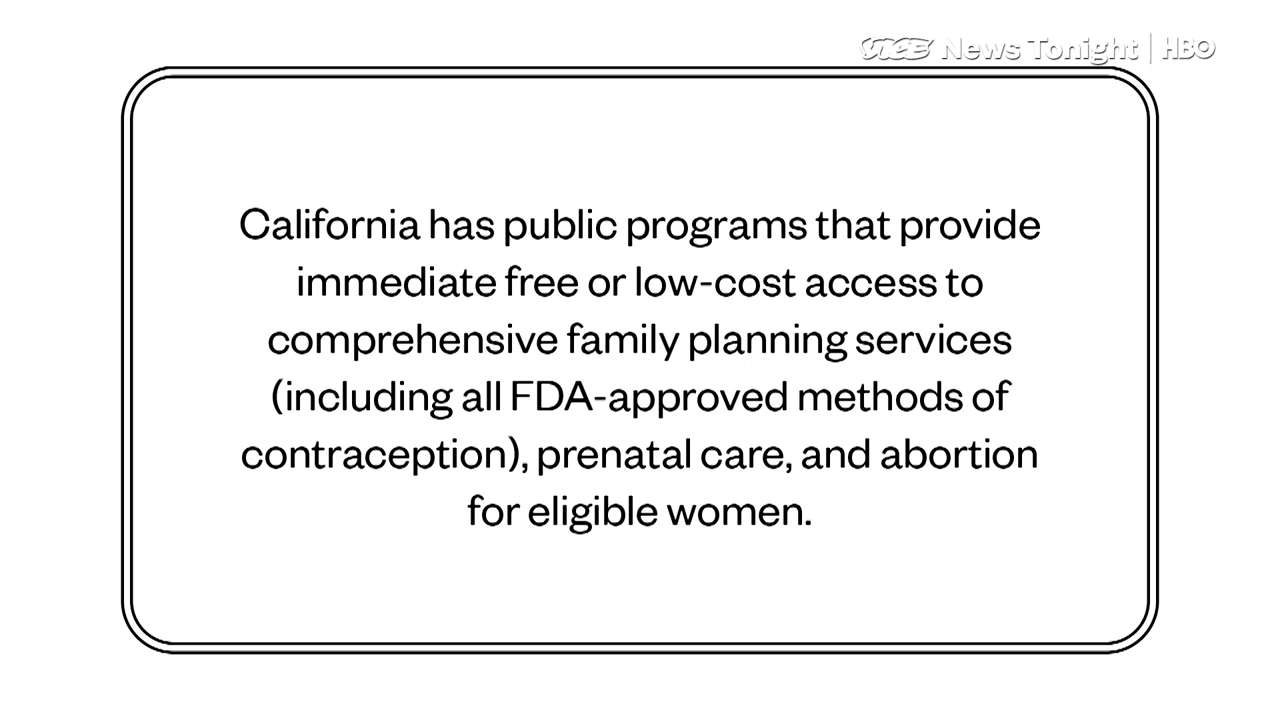 VICE News Tonight | HBO
California has public programs that provide
immediate free or low-cost access to
comprehensive family planning services
(including all FDA-approved methods of
contraception), prenatal care, and abortion
for eligible women.